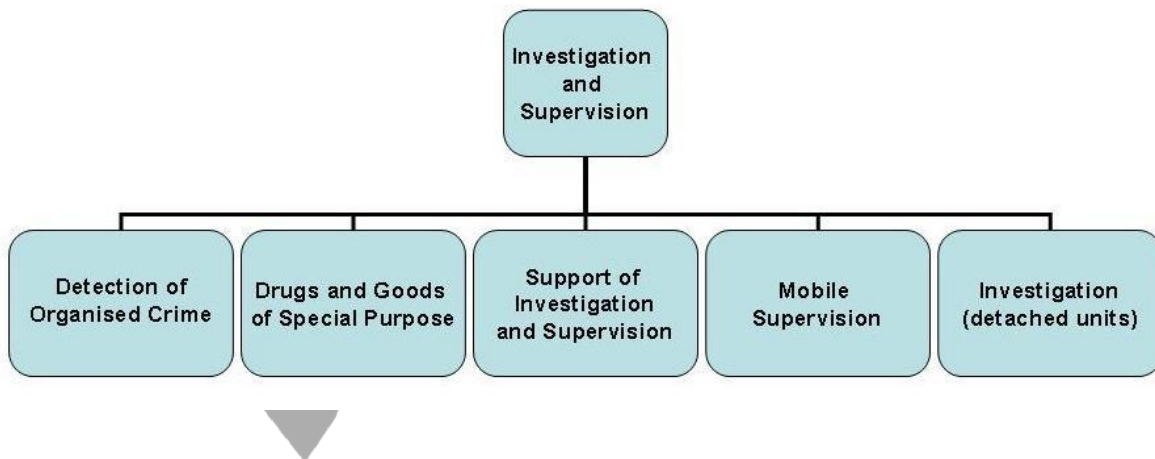 Investigation
and
Supervision
Detection of
Organised Crime
Drugs and Goods
of Special Purpose
Support of
Investigation
and Supervision
Mobile
Supervision
Investigation
(detached units)